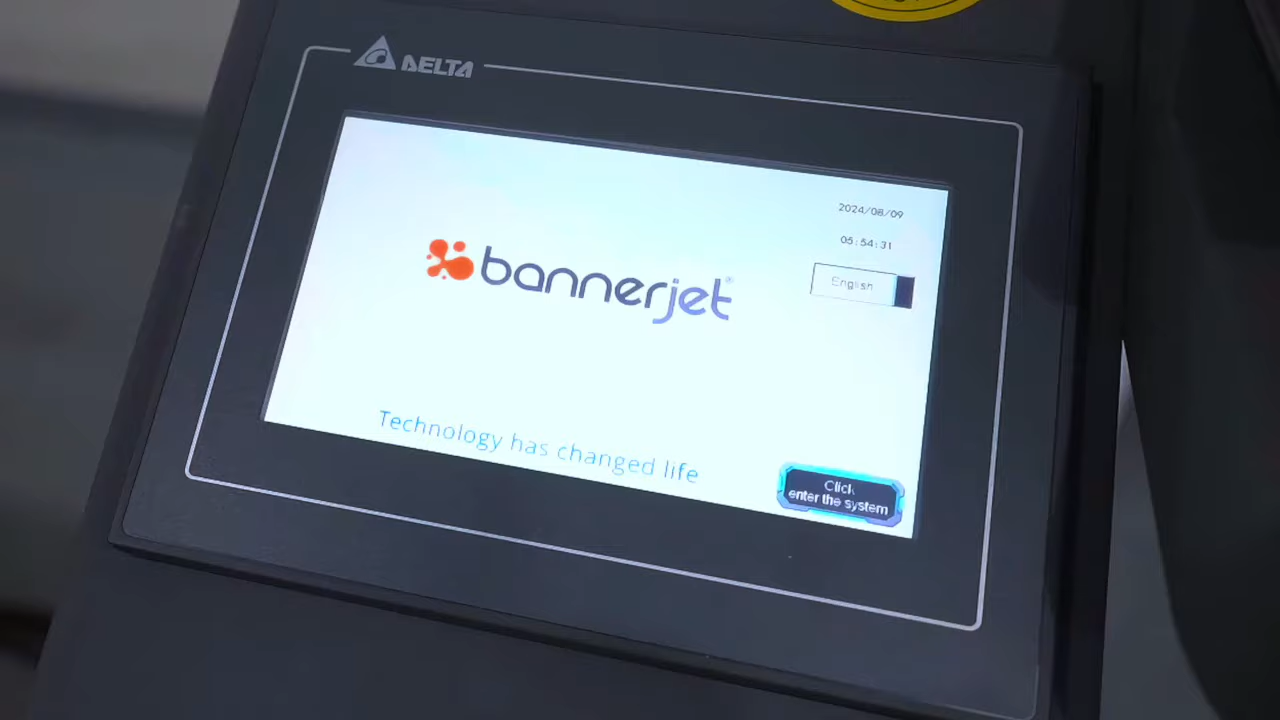 DELTA
2024/08/09
05:54:31
bannerjet®
English
Technology has changed life
Click
enter the system